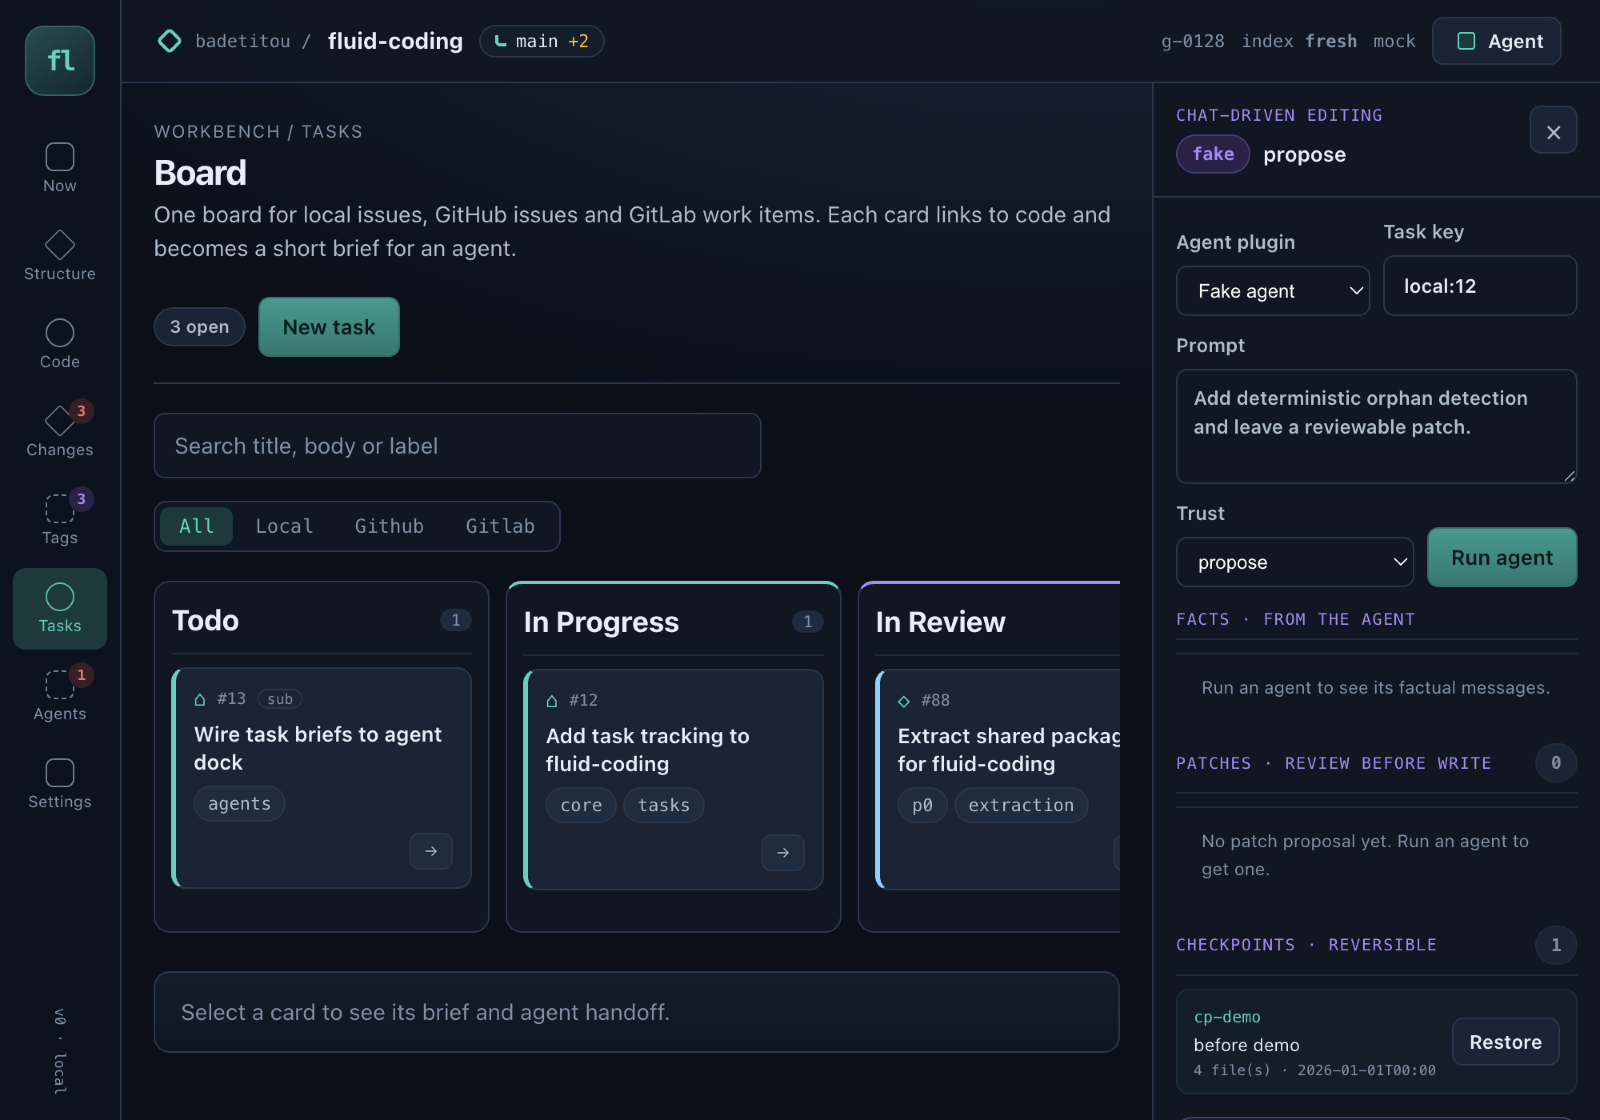 fl
Now
Structure
Code
3
Changes
3
Tags
Tasks
1
Agents
Settings
v0 · local
badetitou / fluid-coding
main +2
g-0128 index fresh mock
Agent
WORKBENCH / TASKS
Board
One board for local issues, GitHub issues and GitLab work items. Each card links to code and
becomes a short brief for an agent.
3 open
New task
Search title, body or label
All Local Github Gitlab
Todo 1
#13 sub
Wire task briefs to agent
dock
agents
→
In Progress 1
#12
Add task tracking to
fluid-coding
core tasks
→
In Review
#88
Extract shared packag
for fluid-coding
p0 extraction
Select a card to see its brief and agent handoff.
CHAT-DRIVEN EDITING
fake propose
×
Agent plugin
Fake agent
Task key
local:12
Prompt
Add deterministic orphan detection
and leave a reviewable patch.
Trust
propose
Run agent
FACTS · FROM THE AGENT
Run an agent to see its factual messages.
PATCHES · REVIEW BEFORE WRITE 0
No patch proposal yet. Run an agent to
get one.
CHECKPOINTS · REVERSIBLE 1
cp-demo
before demo
4 file(s) · 2026-01-01T00:00
Restore